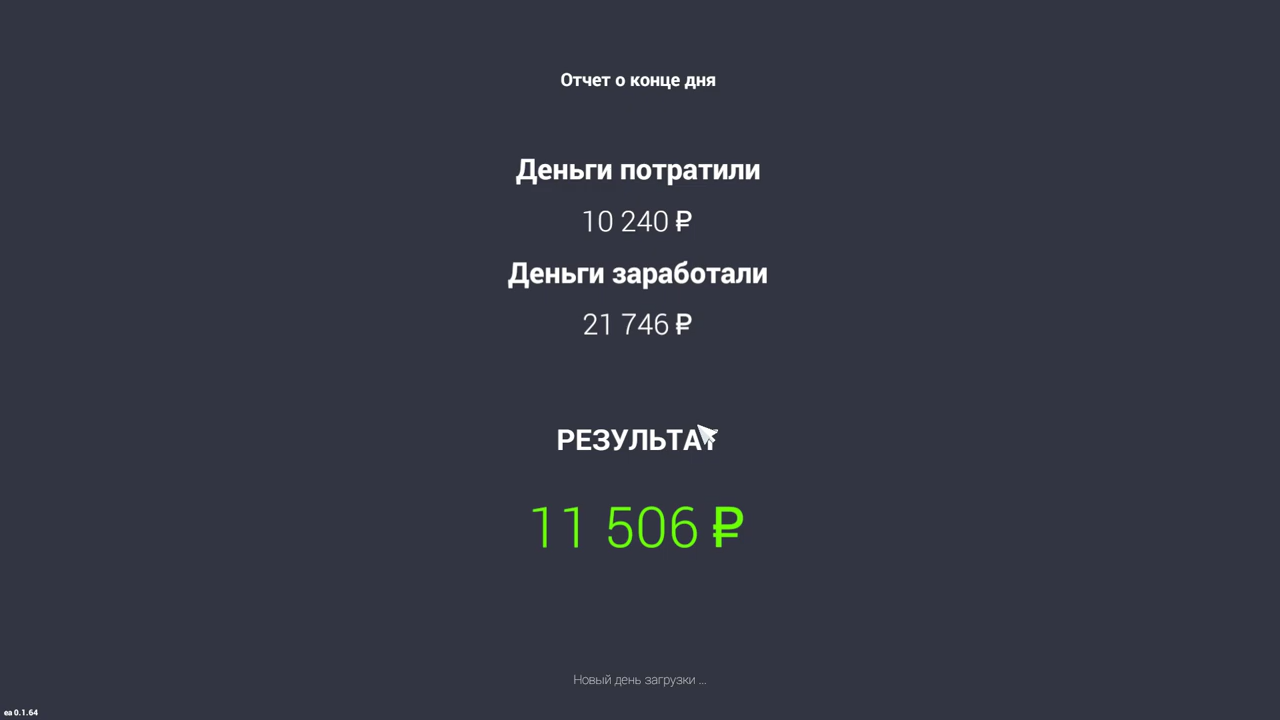 Отчет о конце дня
Деньги потратили
10 240 ₽
Деньги заработали
21 746 ₽
РЕЗУЛЬТАТ
11 506 ₽
Новый день загрузки ...
ea 0.1.64